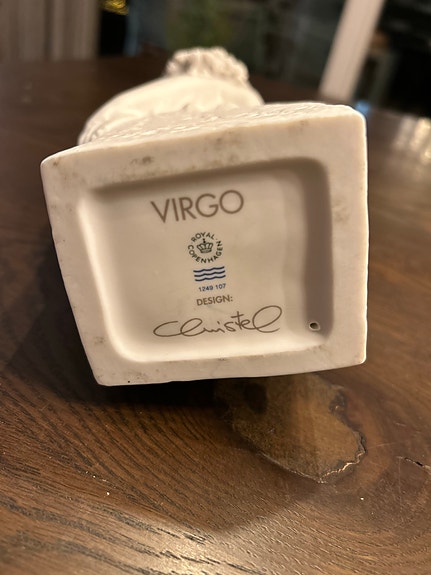 VIRGO
ROYAL
COPENHAGEN
1249 107
DESIGN:
Christel